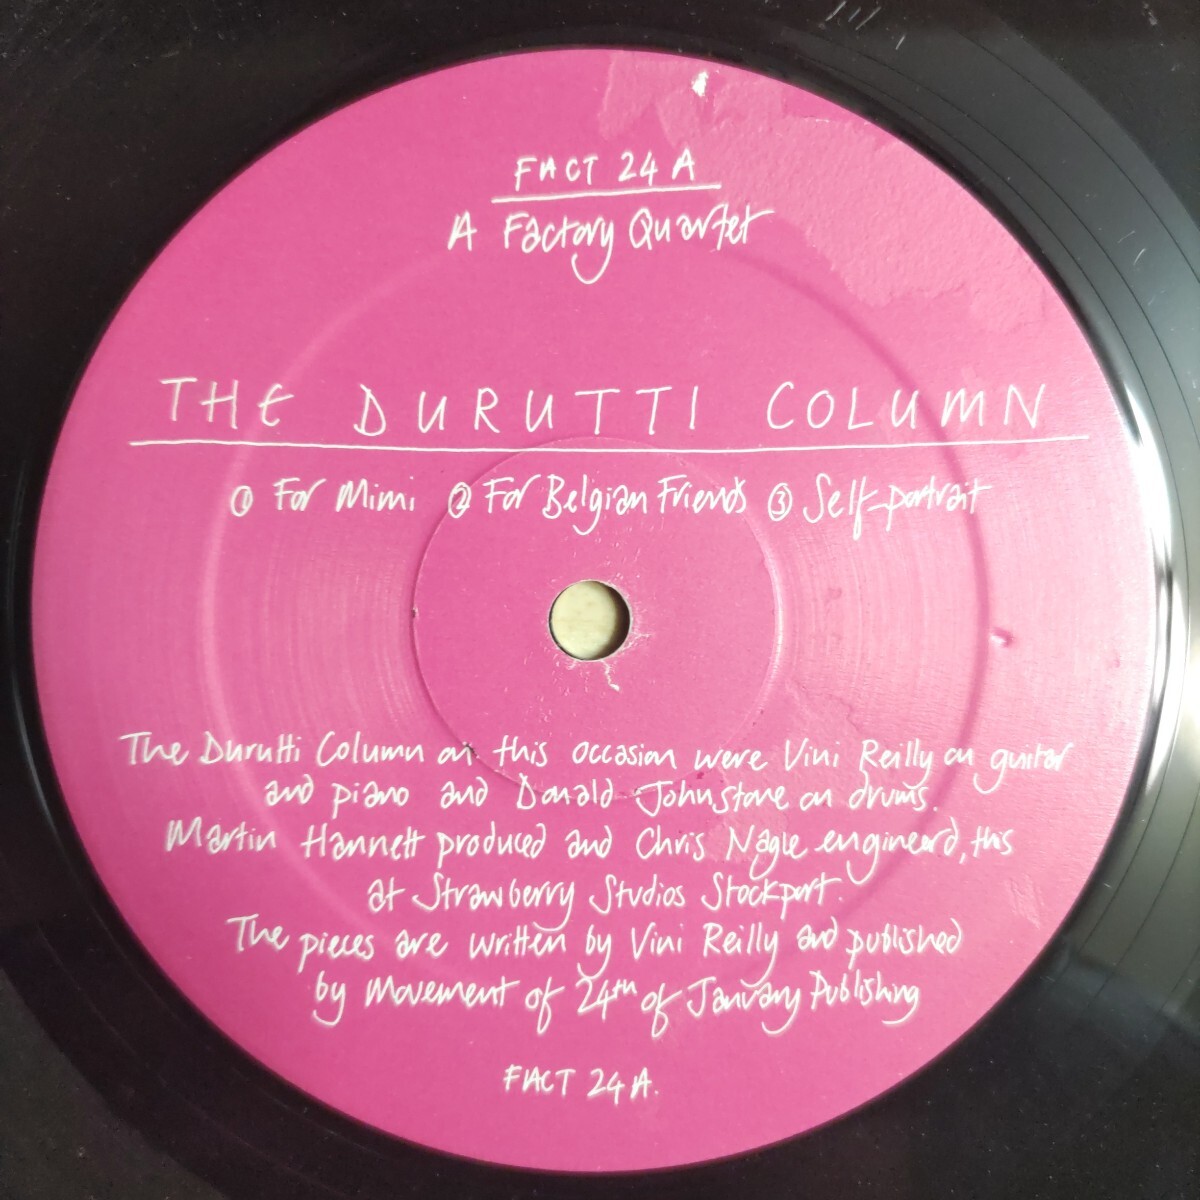 FACT 24 A
A Factory Quartet
THE DURUTTI COLUMN
① For Mimi ② For Belgian Friends ③ Self-portrait
The Durutti Column on this occasion were Vini Reilly on guitar
and piano and Donald Johnstone on drums.
Martin Hannett produced and Chris Nagle engineerd, this
at Strawberry Studios Stockport.
The pieces are written by Vini Reilly and published
by Movement of 24th of January Publishing
FACT 24 A.